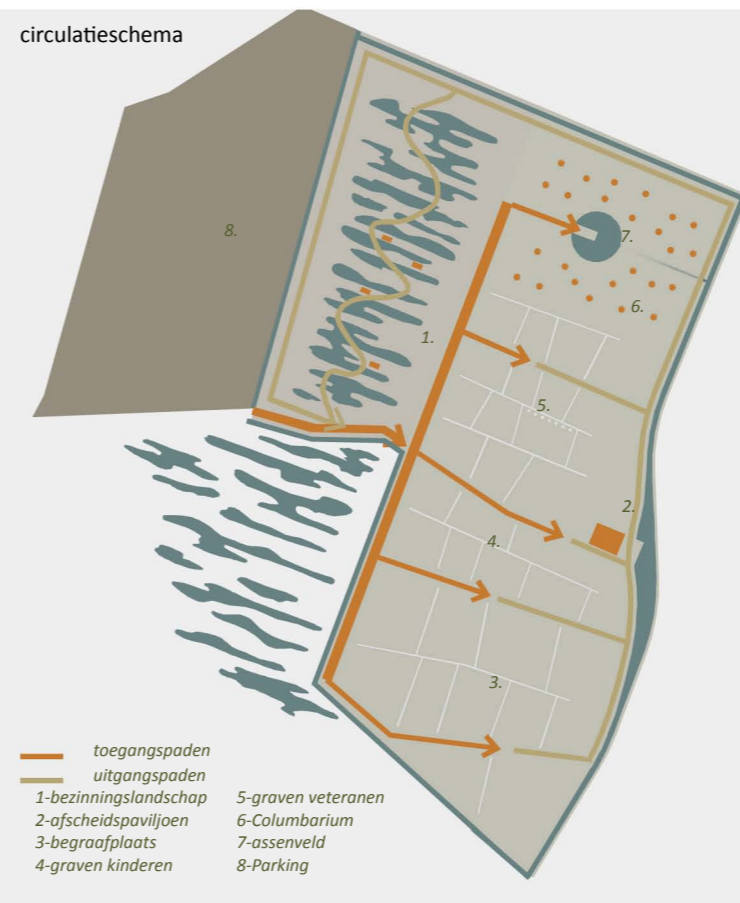 circulatieschema
8.
7.
6.
1.
5.
2.
4.
3.
toegangspaden
uitgangspaden
1-bezinningslandschap
2-afscheidspaviljoen
3-begraafplaats
4-graven kinderen
5-graven veteranen
6-Columbarium
7-assenveld
8-Parking